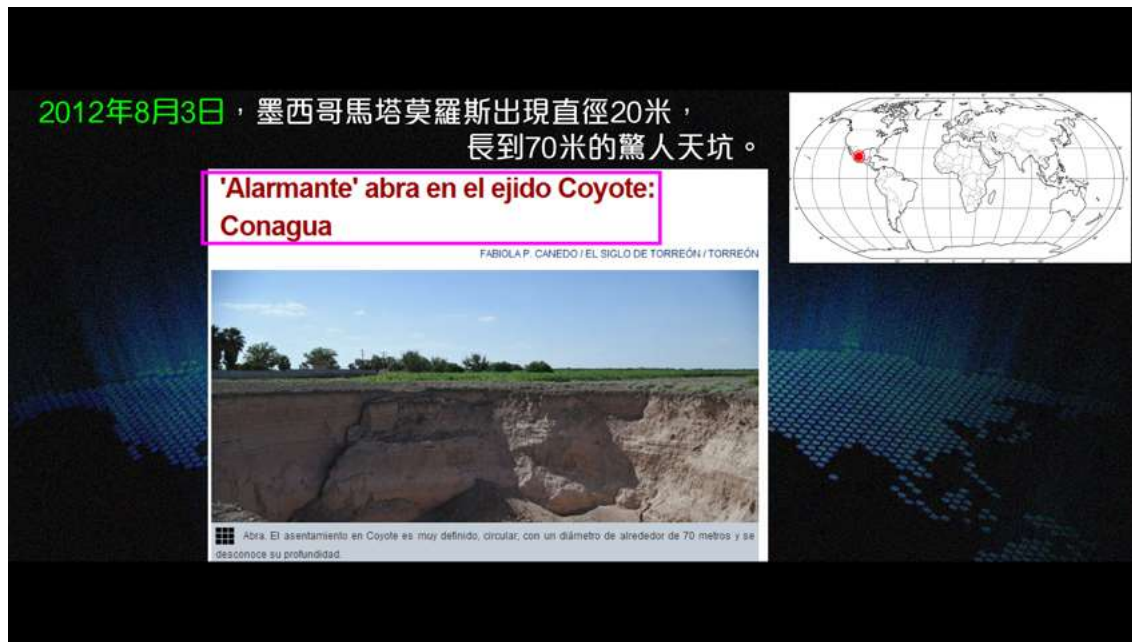 2012年8月3日，墨西哥馬塔莫羅斯出現直徑20米，
長到70米的驚人天坑。
'Alarmante' abra en el ejido Coyote:
Conagua
FABIOLA P. CANEDO / EL SIGLO DE TORREÓN / TORREÓN
Abra. El asentamiento en Coyote es muy definido, circular, con un diámetro de alrededor de 70 metros y se
desconoce su profundidad.